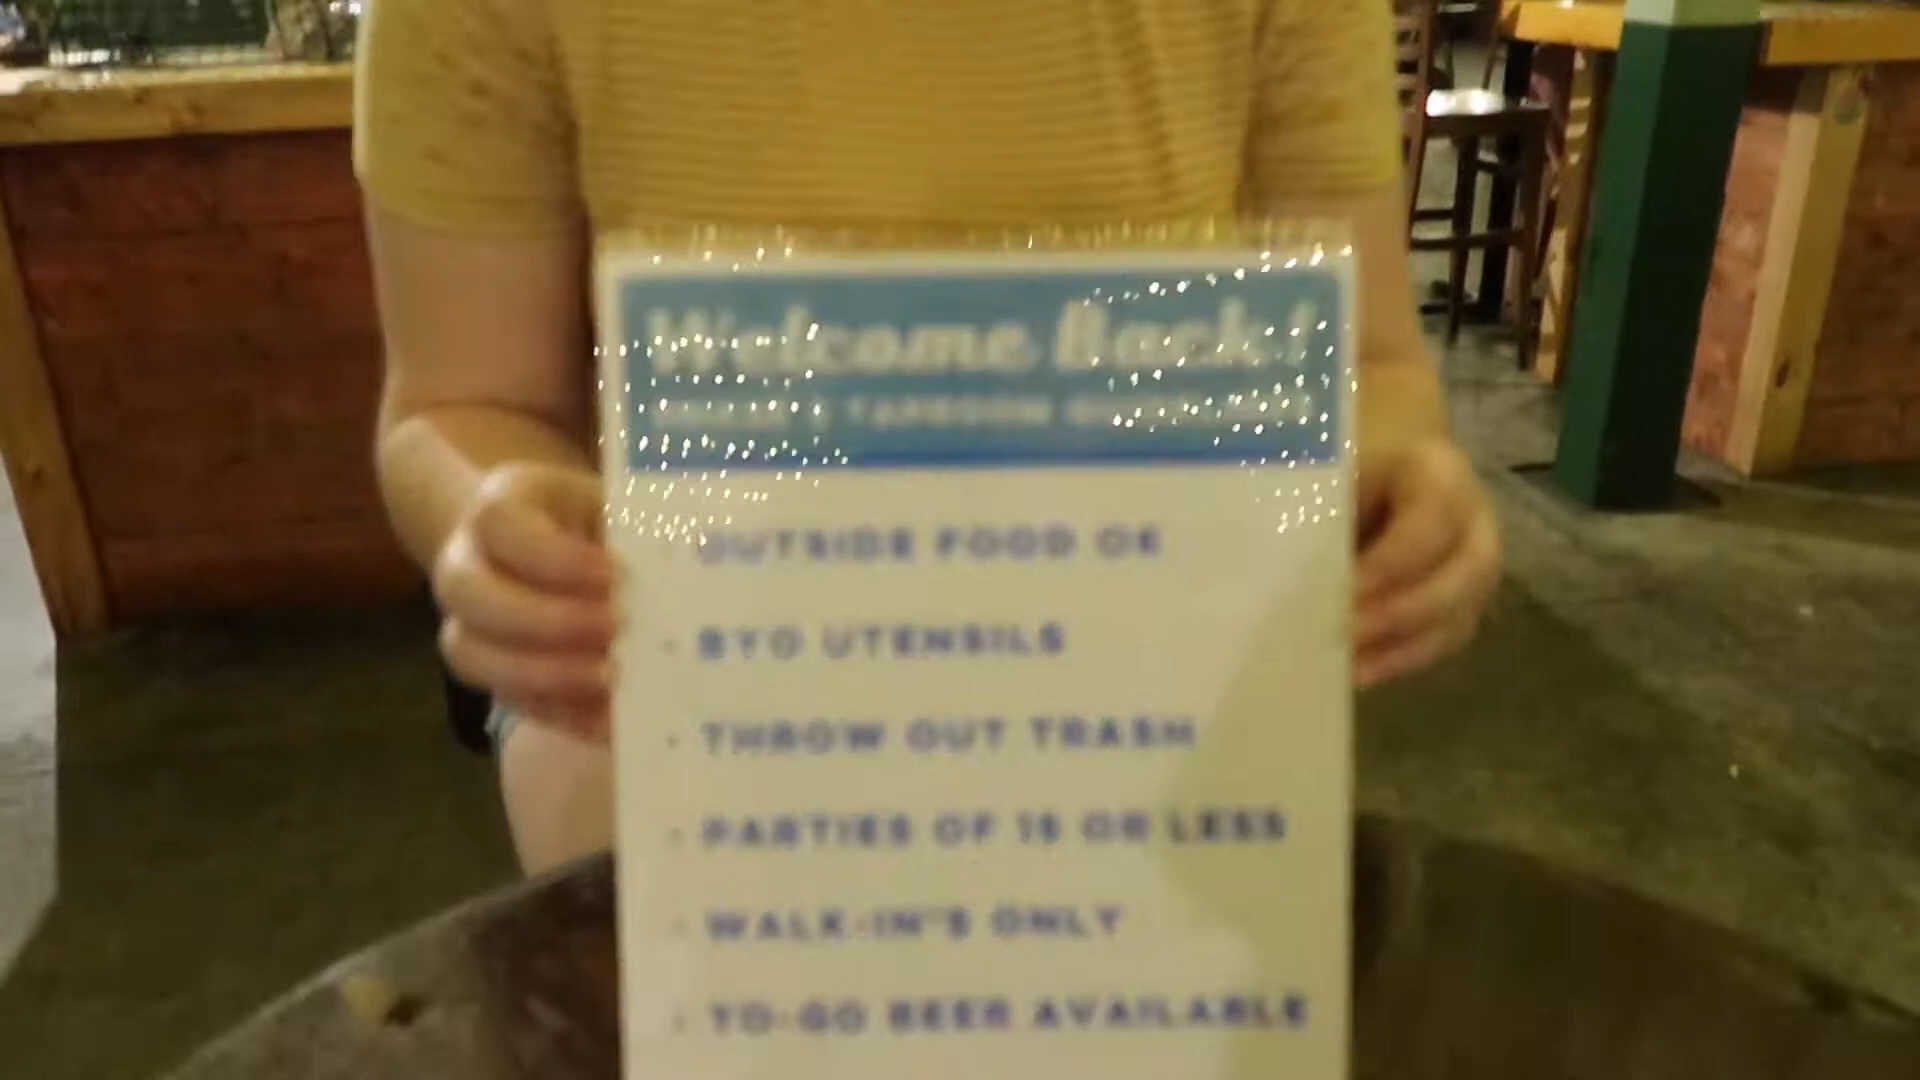 Welcome Back!
TAPROOM
· OUTSIDE FOOD OK
· BYO UTENSILS
· THROW OUT TRASH
· PARTIES OF 15 OR LESS
· WALK-IN'S ONLY
· TO-GO BEER AVAILABLE